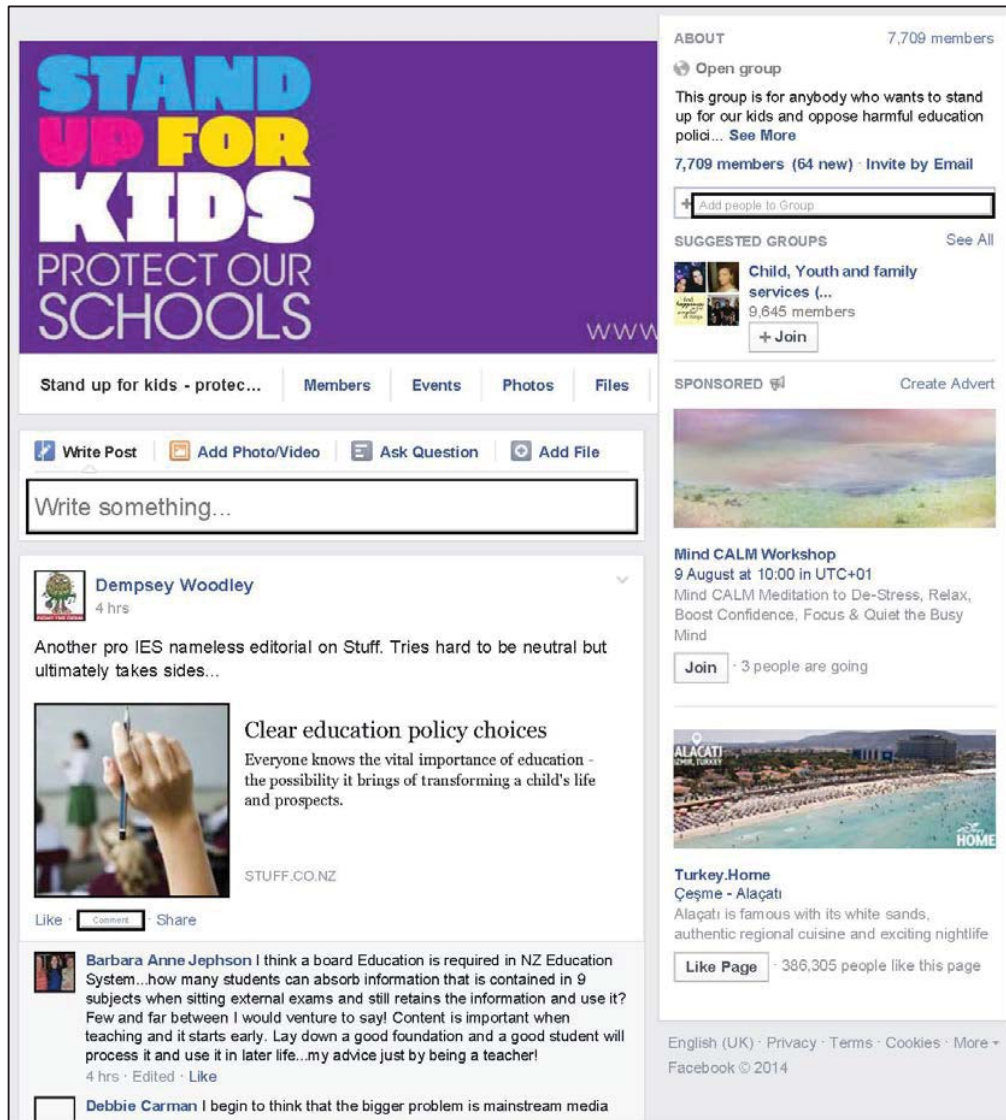 STAND
UP FOR
KIDS
PROTECT OUR
SCHOOLS
WWW
Stand up for kids - protec...
Members
Events
Photos
Files
Write Post
Add Photo/Video
Ask Question
Add File
Write something...
Dempsey Woodley
4 hrs
Another pro IES nameless editorial on Stuff. Tries hard to be neutral but
ultimately takes sides...
Clear education policy choices
Everyone knows the vital importance of education -
the possibility it brings of transforming a child's life
and prospects.
STUFF.CO.NZ
Like · Comment · Share
Barbara Anne Jephson I think a board Education is required in NZ Education
System...how many students can absorb information that is contained in 9
subjects when sitting external exams and still retains the information and use it?
Few and far between I would venture to say! Content is important when
teaching and it starts early. Lay down a good foundation and a good student will
process it and use it in later life...my advice just by being a teacher!
4 hrs · Edited · Like
Debbie Carman I begin to think that the bigger problem is mainstream media
ABOUT
7,709 members
Open group
This group is for anybody who wants to stand
up for our kids and oppose harmful education
polici... See More
7,709 members (64 new) · Invite by Email
+ Add people to Group
SUGGESTED GROUPS
See All
Child, Youth and family
services (...
9,645 members
+ Join
SPONSORED
Create Advert
Mind CALM Workshop
9 August at 10:00 in UTC+01
Mind CALM Meditation to De-Stress, Relax,
Boost Confidence, Focus & Quiet the Busy
Mind
Join · 3 people are going
ALAÇATI
IZMIR, TURKEY
HOME
Turkey.Home
Çeşme - Alaçatı
Alaçatı is famous with its white sands,
authentic regional cuisine and exciting nightlife
Like Page · 386,305 people like this page
English (UK) · Privacy · Terms · Cookies · More
Facebook © 2014